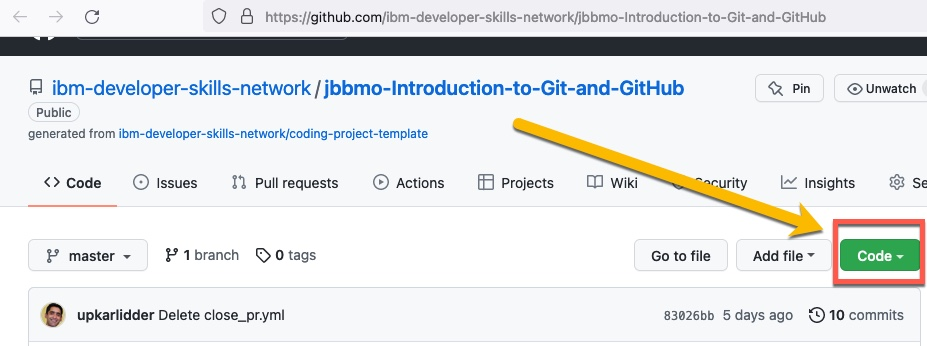 https://github.com/ibm-developer-skills-network/jbbmo-Introduction-to-Git-and-GitHub
ibm-developer-skills-network/jbbmo-Introduction-to-Git-and-GitHub
Pin
Unwatch
Public
generated from ibm-developer-skills-network/coding-project-template
Code Issues Pull requests Actions Projects Wiki Security Insights Se
master 1 branch 0 tags Go to file Add file Code
upkarlidder Delete close_pr.yml 83026bb 5 days ago 10 commits